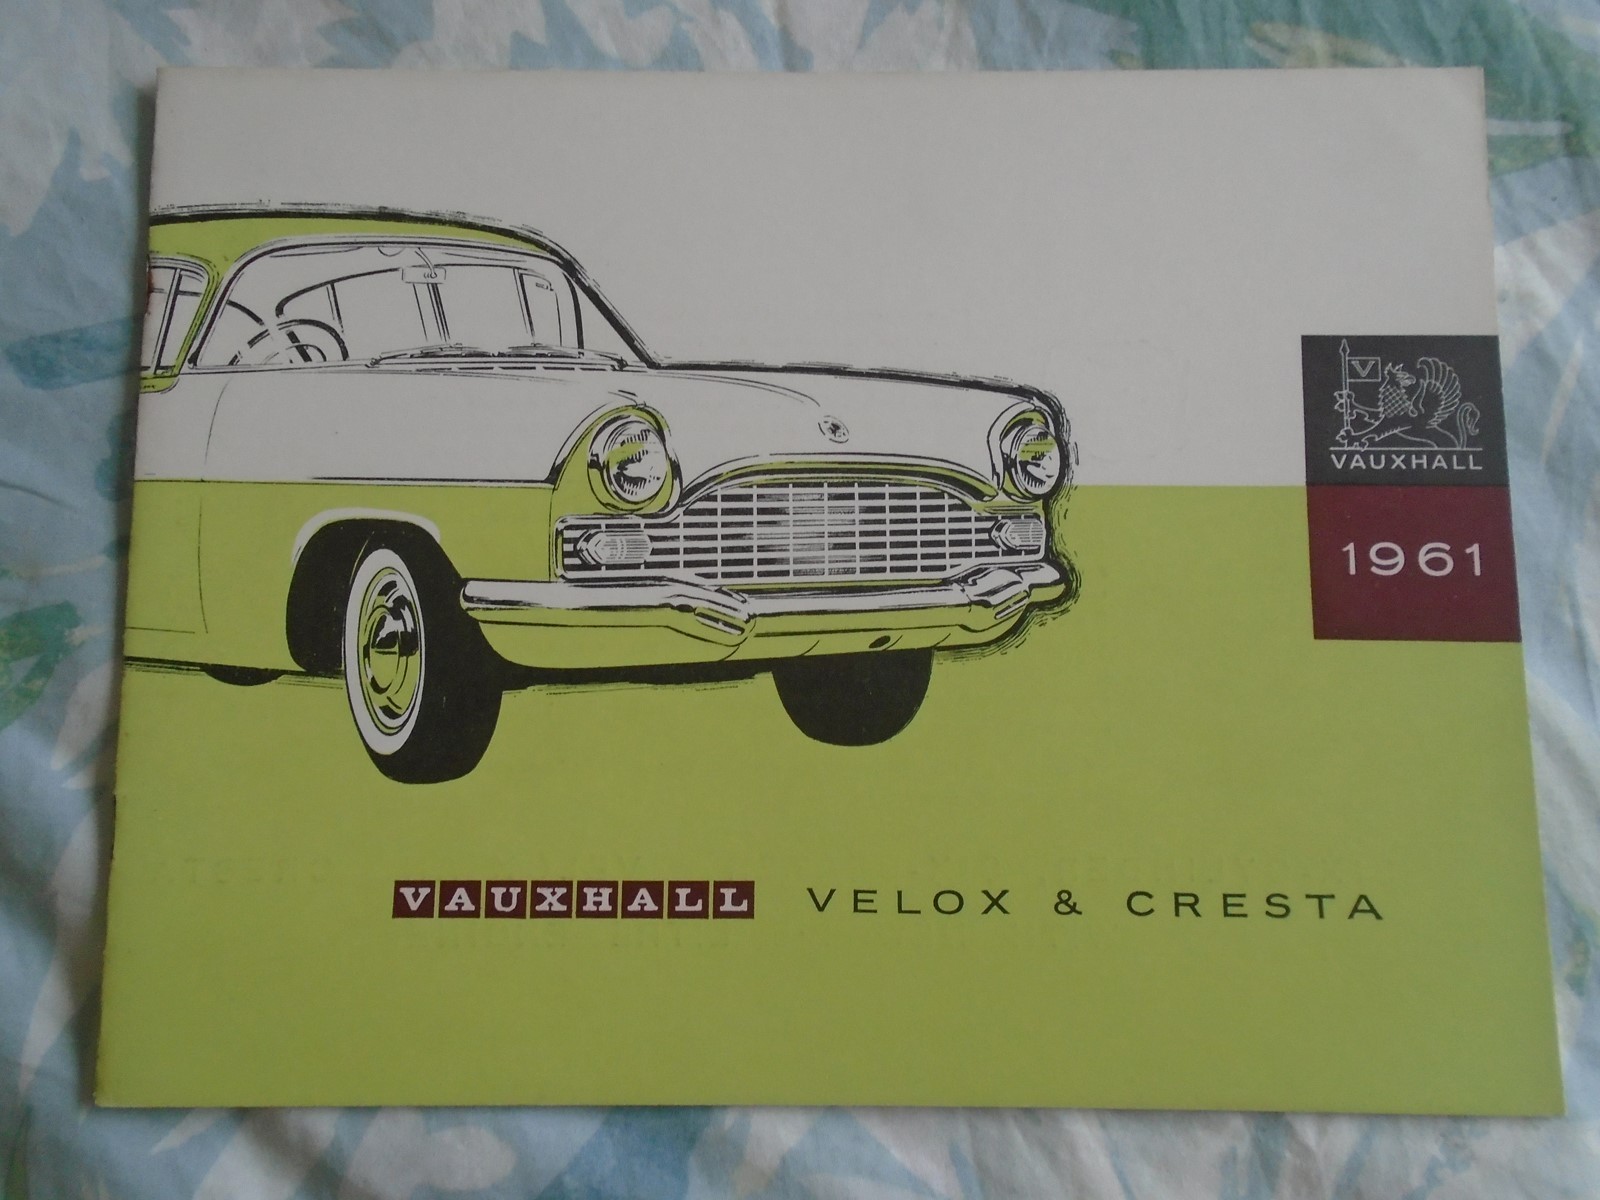 V
VAUXHALL
1961
VAUXHALL VELOX & CRESTA